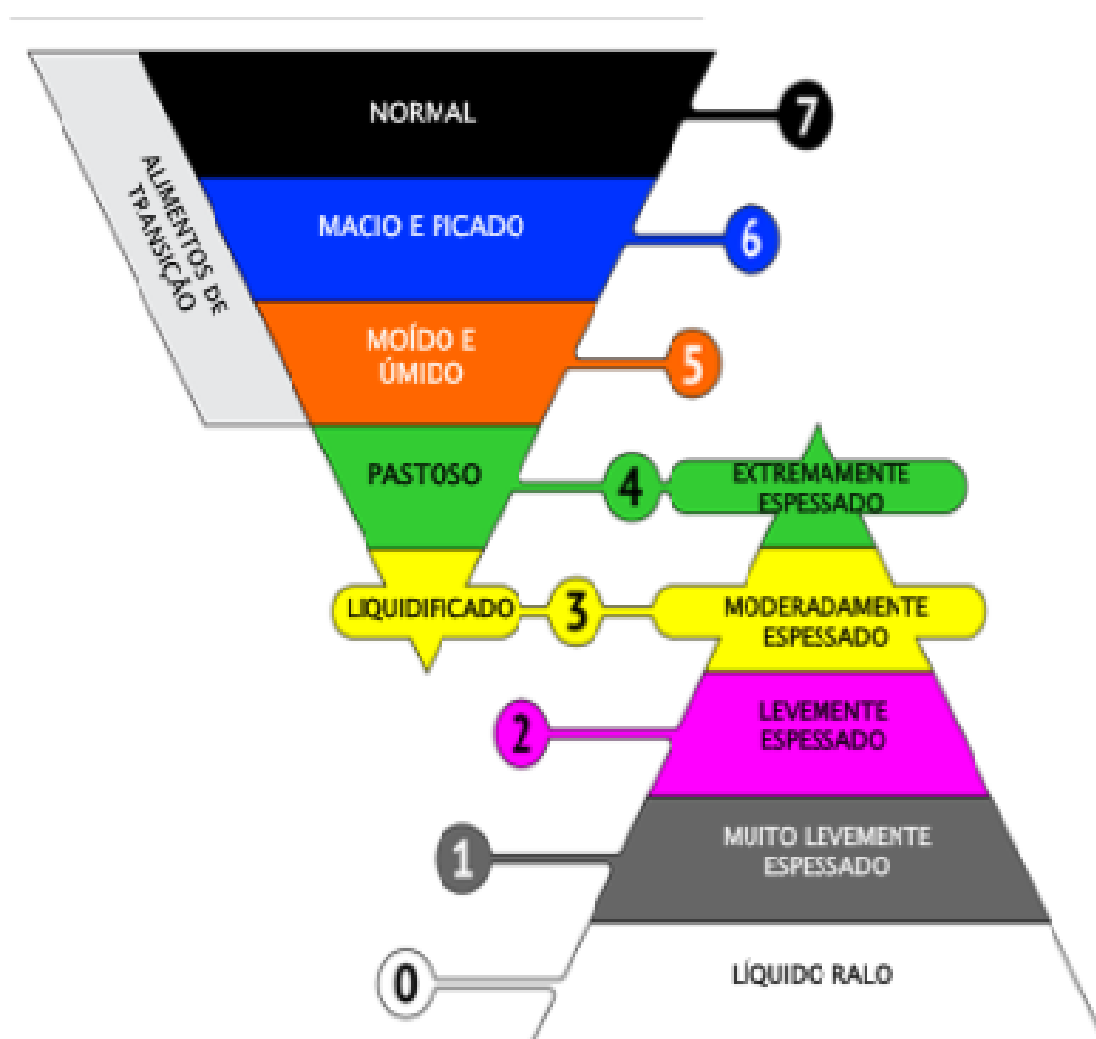 NORMAL
7
ALIMENTOS DE
TRANSIÇÃO
MACIO E PICADO
6
MOÍDO E
ÚMIDO
5
PASTOSO
4
EXTREMAMENTE
ESPESSADO
LIQUIDIFICADO
3
MODERADAMENTE
ESPESSADO
2
LEVEMENTE
ESPESSADO
1
MUITO LEVEMENTE
ESPESSADO
0
LÍQUIDO RALO